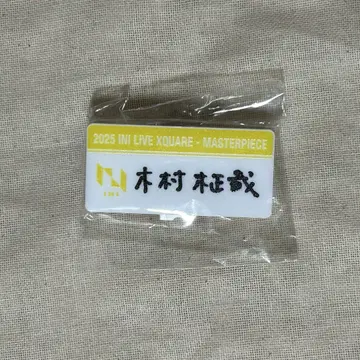 2025 INI LIVE XQUARE - MASTERPIECE
木村柾哉